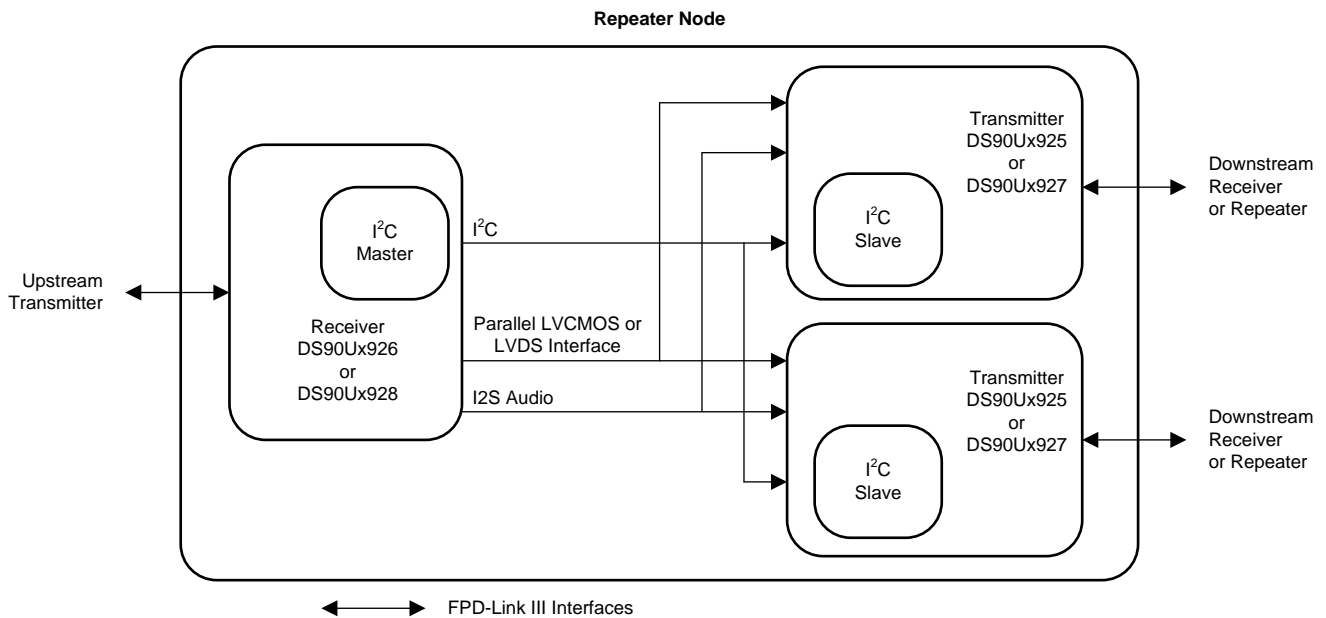 Repeater Node
Upstream
Transmitter
I²C
Master
Receiver
DS90Ux926
or
DS90Ux928
I²C
Parallel LVCMOS or
LVDS Interface
I2S Audio
Transmitter
DS90Ux925
or
DS90Ux927
I²C
Slave
Downstream
Receiver
or Repeater
Transmitter
DS90Ux925
or
DS90Ux927
I²C
Slave
Downstream
Receiver
or Repeater
FPD-Link III Interfaces